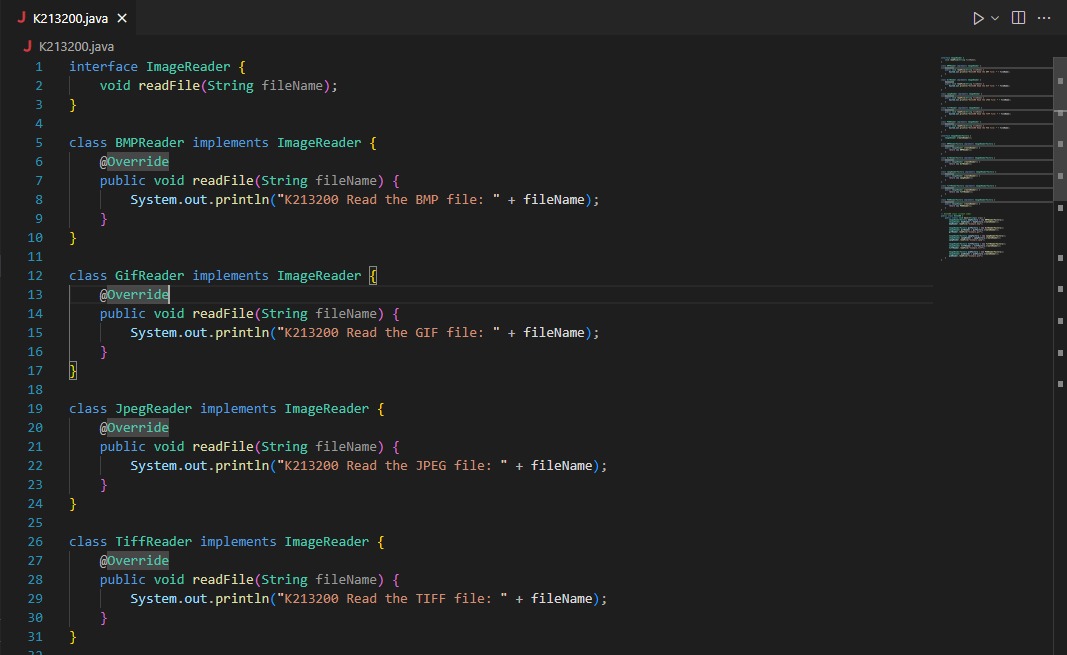 K213200.java
K213200.java
1 interface ImageReader {
2     void readFile(String fileName);
3 }
4
5 class BMPReader implements ImageReader {
6     @Override
7     public void readFile(String fileName) {
8         System.out.println("K213200 Read the BMP file: " + fileName);
9     }
10 }
11
12 class GifReader implements ImageReader {
13     @Override
14     public void readFile(String fileName) {
15         System.out.println("K213200 Read the GIF file: " + fileName);
16     }
17 }
18
19 class JpegReader implements ImageReader {
20     @Override
21     public void readFile(String fileName) {
22         System.out.println("K213200 Read the JPEG file: " + fileName);
23     }
24 }
25
26 class TiffReader implements ImageReader {
27     @Override
28     public void readFile(String fileName) {
29         System.out.println("K213200 Read the TIFF file: " + fileName);
30     }
31 }
32